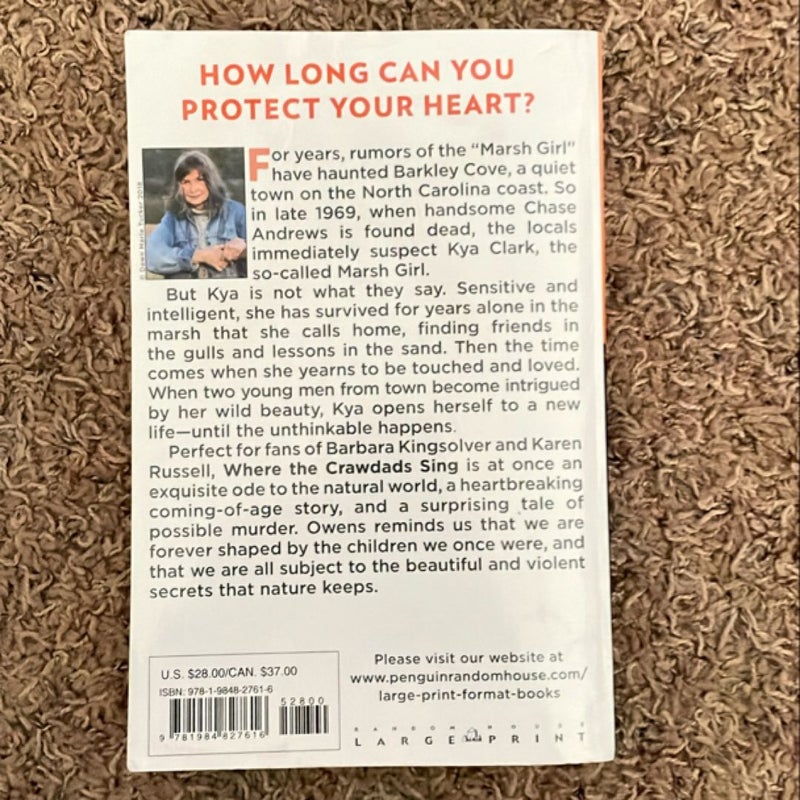 HOW LONG CAN YOU
PROTECT YOUR HEART?
For years, rumors of the “Marsh Girl”
have haunted Barkley Cove, a quiet
town on the North Carolina coast. So
in late 1969, when handsome Chase
Andrews is found dead, the locals
immediately suspect Kya Clark, the
so-called Marsh Girl.
But Kya is not what they say. Sensitive and
intelligent, she has survived for years alone in the
marsh that she calls home, finding friends in
the gulls and lessons in the sand. Then the time
comes when she yearns to be touched and loved.
When two young men from town become intrigued
by her wild beauty, Kya opens herself to a new
life—until the unthinkable happens.
Perfect for fans of Barbara Kingsolver and Karen
Russell, Where the Crawdads Sing is at once an
exquisite ode to the natural world, a heartbreaking
coming-of-age story, and a surprising tale of
possible murder. Owens reminds us that we are
forever shaped by the children we once were, and
that we are all subject to the beautiful and violent
secrets that nature keeps.
U.S. $28.00/CAN. $37.00
ISBN: 978-1-9848-2761-6
52800
9 781984 827616
Please visit our website at
www.penguinrandomhouse.com/
large-print-format-books
RANDOM HOUSE
LARGE PRINT